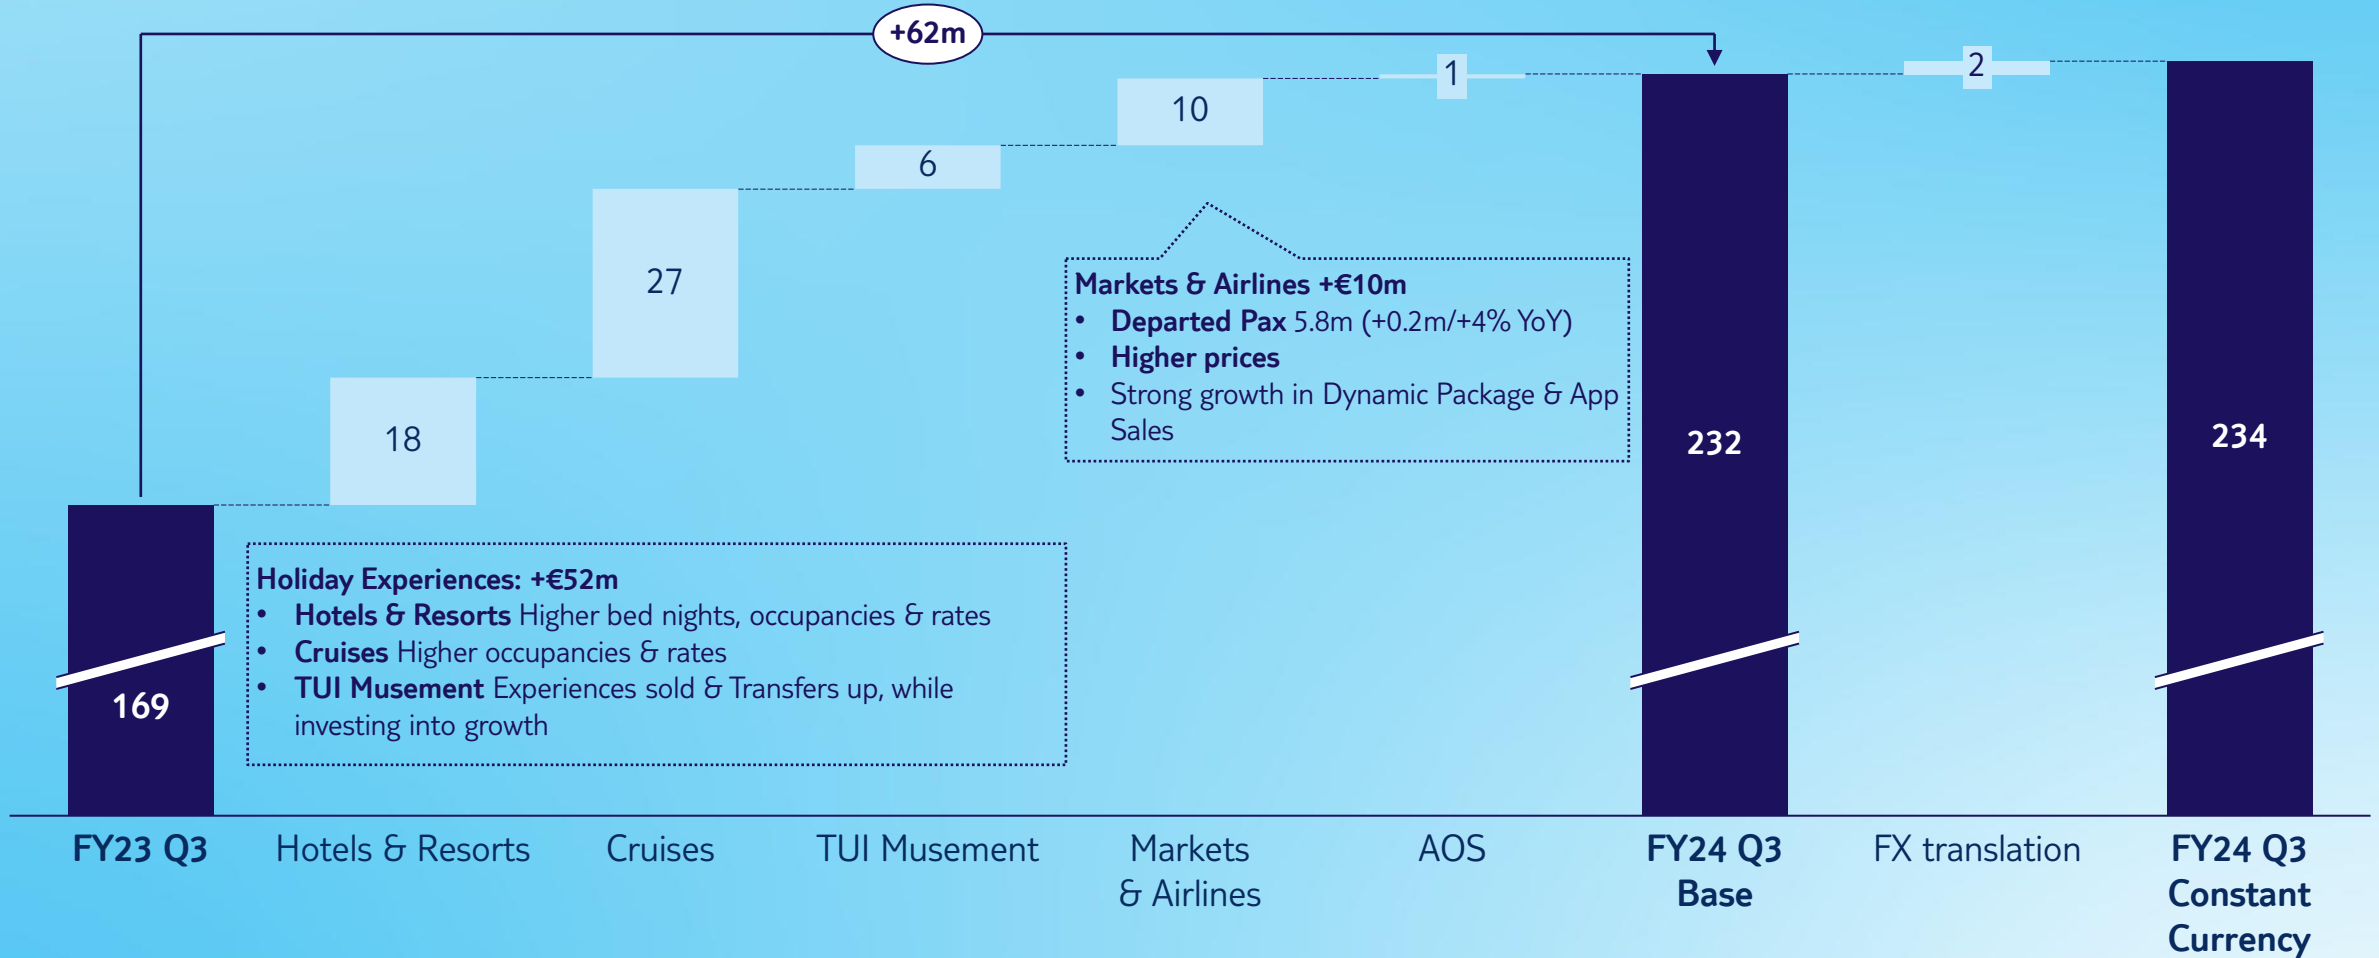 +62m
1
2
10
6
27
Markets & Airlines +€10m
• Departed Pax 5.8m (+0.2m/+4% YoY)
• Higher prices
• Strong growth in Dynamic Package & App
Sales
18
232
234
Holiday Experiences: +€52m
• Hotels & Resorts Higher bed nights, occupancies & rates
• Cruises Higher occupancies & rates
• TUI Musement Experiences sold & Transfers up, while
investing into growth
169
FY23 Q3
Hotels & Resorts
Cruises
TUI Musement
Markets
& Airlines
AOS
FY24 Q3
Base
FX translation
FY24 Q3
Constant
Currency